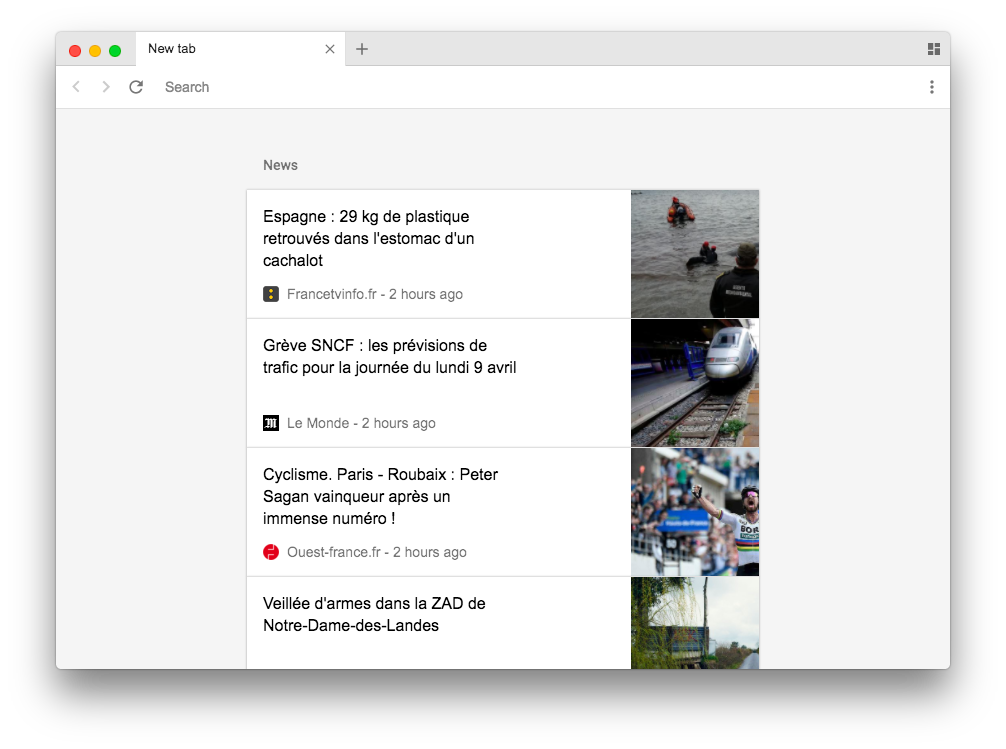 New tab
Search
News
Espagne : 29 kg de plastique
retrouvés dans l'estomac d'un
cachalot
Francetvinfo.fr - 2 hours ago
Grève SNCF : les prévisions de
trafic pour la journée du lundi 9 avril
Le Monde - 2 hours ago
Cyclisme. Paris - Roubaix : Peter
Sagan vainqueur après un
immense numéro !
Ouest-france.fr - 2 hours ago
BOR
Veillée d'armes dans la ZAD de
Notre-Dame-des-Landes